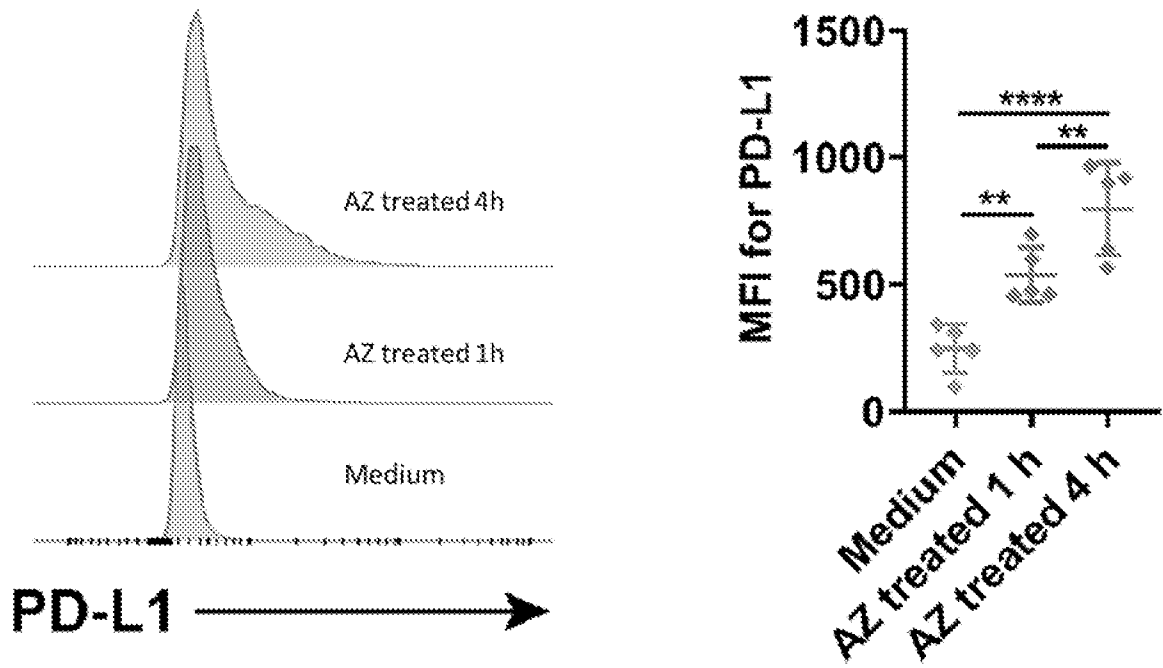 AZ treated 4h
AZ treated 1h
Medium
PD-L1
MFI for PD-L1
1500
1000
500
0
****
**
**
Medium
AZ treated 1 h
AZ treated 4 h